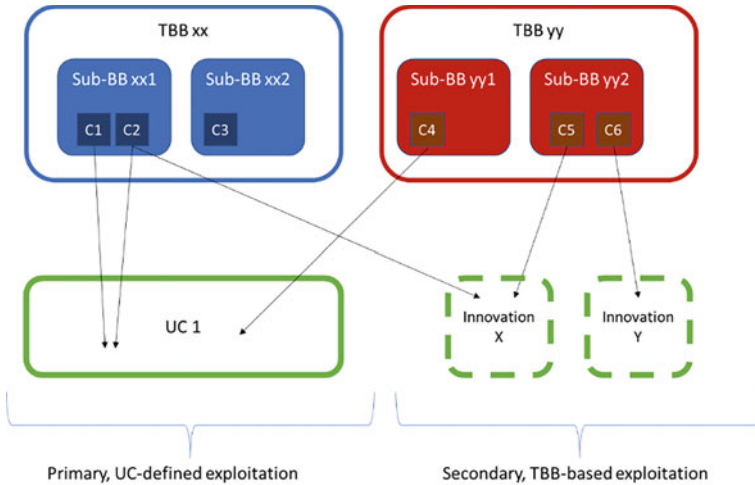 TBB xx
TBB yy
Sub-BB xx1
Sub-BB xx2
Sub-BB yy1
Sub-BB yy2
C1
C2
C3
C4
C5
C6
UC 1
Innovation
X
Innovation
Y
Primary, UC-defined exploitation
Secondary, TBB-based exploitation